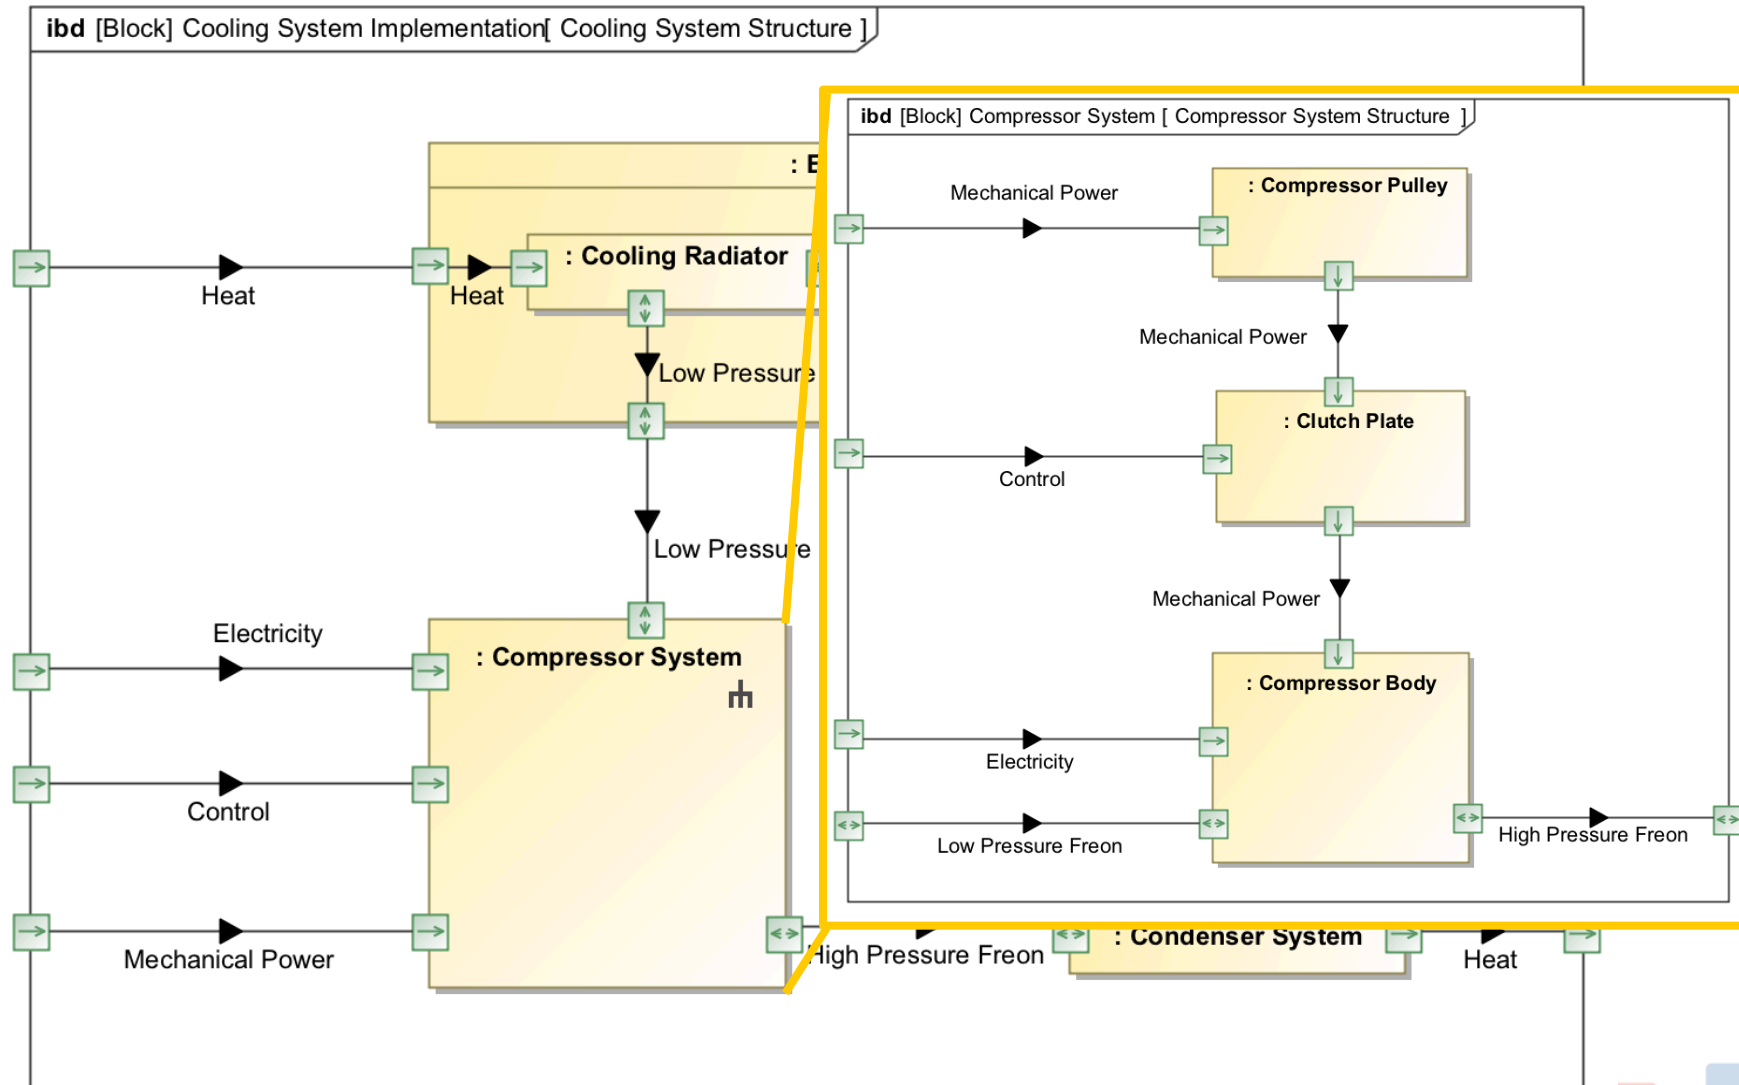 ibd [Block] Cooling System Implementation[ Cooling System Structure ]
ibd [Block] Compressor System [ Compressor System Structure ]
: E
Mechanical Power
: Compressor Pulley
: Cooling Radiator
Heat
Heat
Mechanical Power
Low Pressure
: Clutch Plate
Control
Low Pressure
Mechanical Power
Electricity
: Compressor System
: Compressor Body
Electricity
Control
Low Pressure Freon
High Pressure Freon
Mechanical Power
High Pressure Freon
: Condenser System
Heat